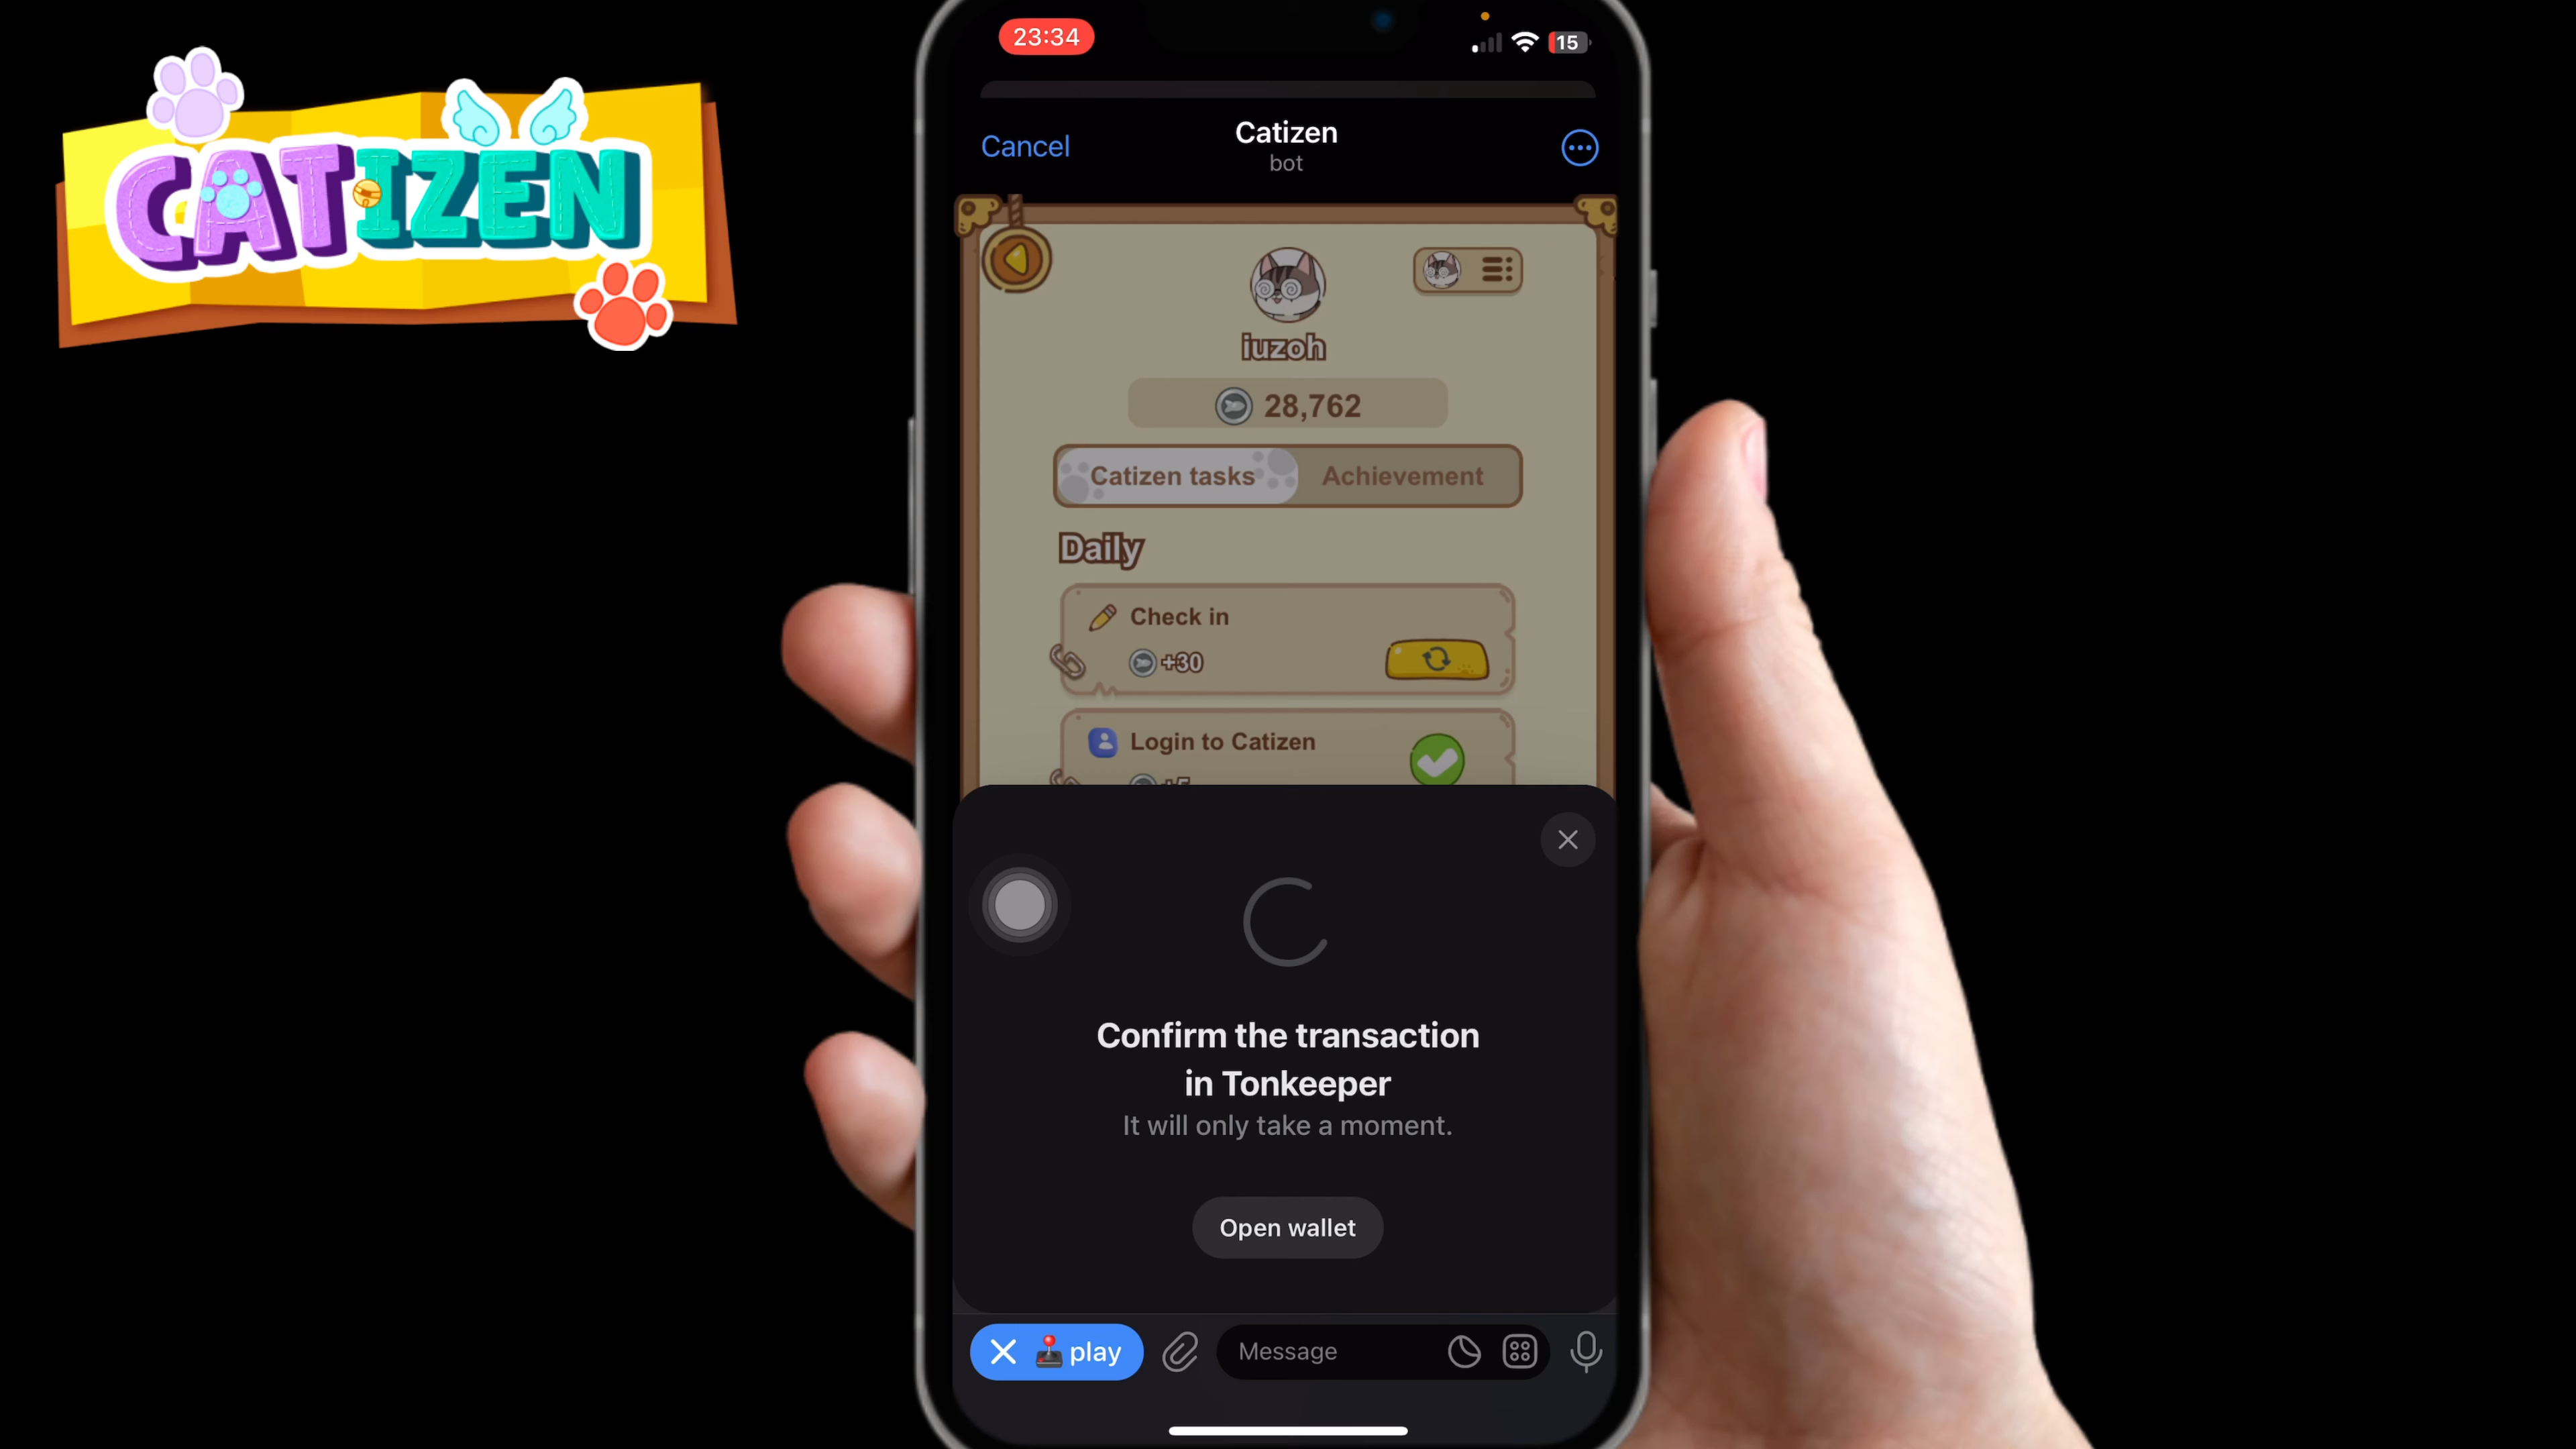 CATIZEN
23:34
15
Cancel
Catizen
bot
iuzoh
28,762
Catizen tasks
Achievement
Daily
Check in
+30
Login to Catizen
+5
Confirm the transaction
in Tonkeeper
It will only take a moment.
Open wallet
play
Message